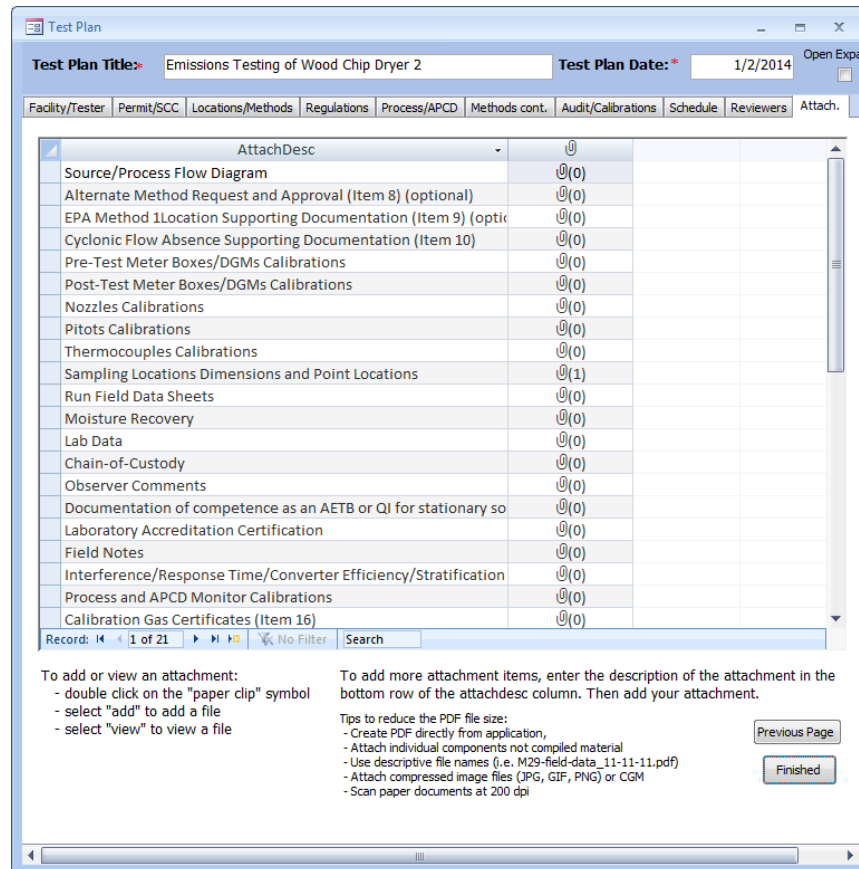 Test Plan
Test Plan Title:* Emissions Testing of Wood Chip Dryer 2 Test Plan Date:* 1/2/2014 Open Expa
Facility/Tester Permit/SCC Locations/Methods Regulations Process/APCD Methods cont. Audit/Calibrations Schedule Reviewers Attach.
AttachDesc
Source/Process Flow Diagram (0)
Alternate Method Request and Approval (Item 8) (optional) (0)
EPA Method 1Location Supporting Documentation (Item 9) (optic (0)
Cyclonic Flow Absence Supporting Documentation (Item 10) (0)
Pre-Test Meter Boxes/DGMs Calibrations (0)
Post-Test Meter Boxes/DGMs Calibrations (0)
Nozzles Calibrations (0)
Pitots Calibrations (0)
Thermocouples Calibrations (0)
Sampling Locations Dimensions and Point Locations (1)
Run Field Data Sheets (0)
Moisture Recovery (0)
Lab Data (0)
Chain-of-Custody (0)
Observer Comments (0)
Documentation of competence as an AETB or QI for stationary so (0)
Laboratory Accreditation Certification (0)
Field Notes (0)
Interference/Response Time/Converter Efficiency/Stratification (0)
Process and APCD Monitor Calibrations (0)
Calibration Gas Certificates (Item 16) (0)
Record: 1 of 21 No Filter Search
To add or view an attachment:
- double click on the "paper clip" symbol
- select "add" to add a file
- select "view" to view a file
To add more attachment items, enter the description of the attachment in the
bottom row of the attachdesc column. Then add your attachment.
Tips to reduce the PDF file size:
- Create PDF directly from application,
- Attach individual components not compiled material
- Use descriptive file names (i.e. M29-field-data_11-11-11.pdf)
- Attach compressed image files (JPG, GIF, PNG) or CGM
- Scan paper documents at 200 dpi
Previous Page
Finished